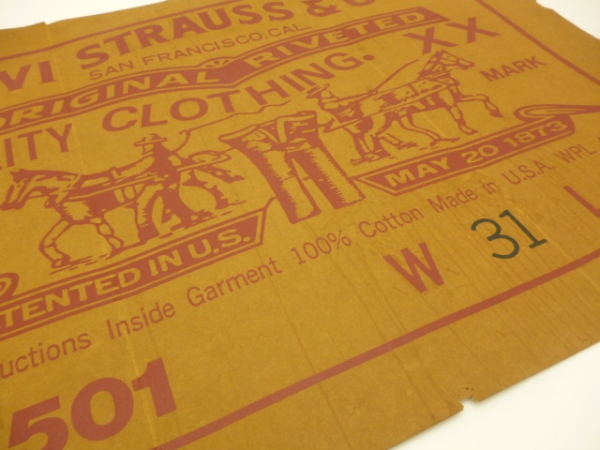 VI STRAUSS & C
SAN FRANCISCO, CAL.
ORIGINAL RIVETED
ITY CLOTHING. XX
MARK
MAY 20 1873
TENTED IN U.S.
uctions Inside Garment 100% Cotton Made in U.S.A. WPL
W 31 L
501